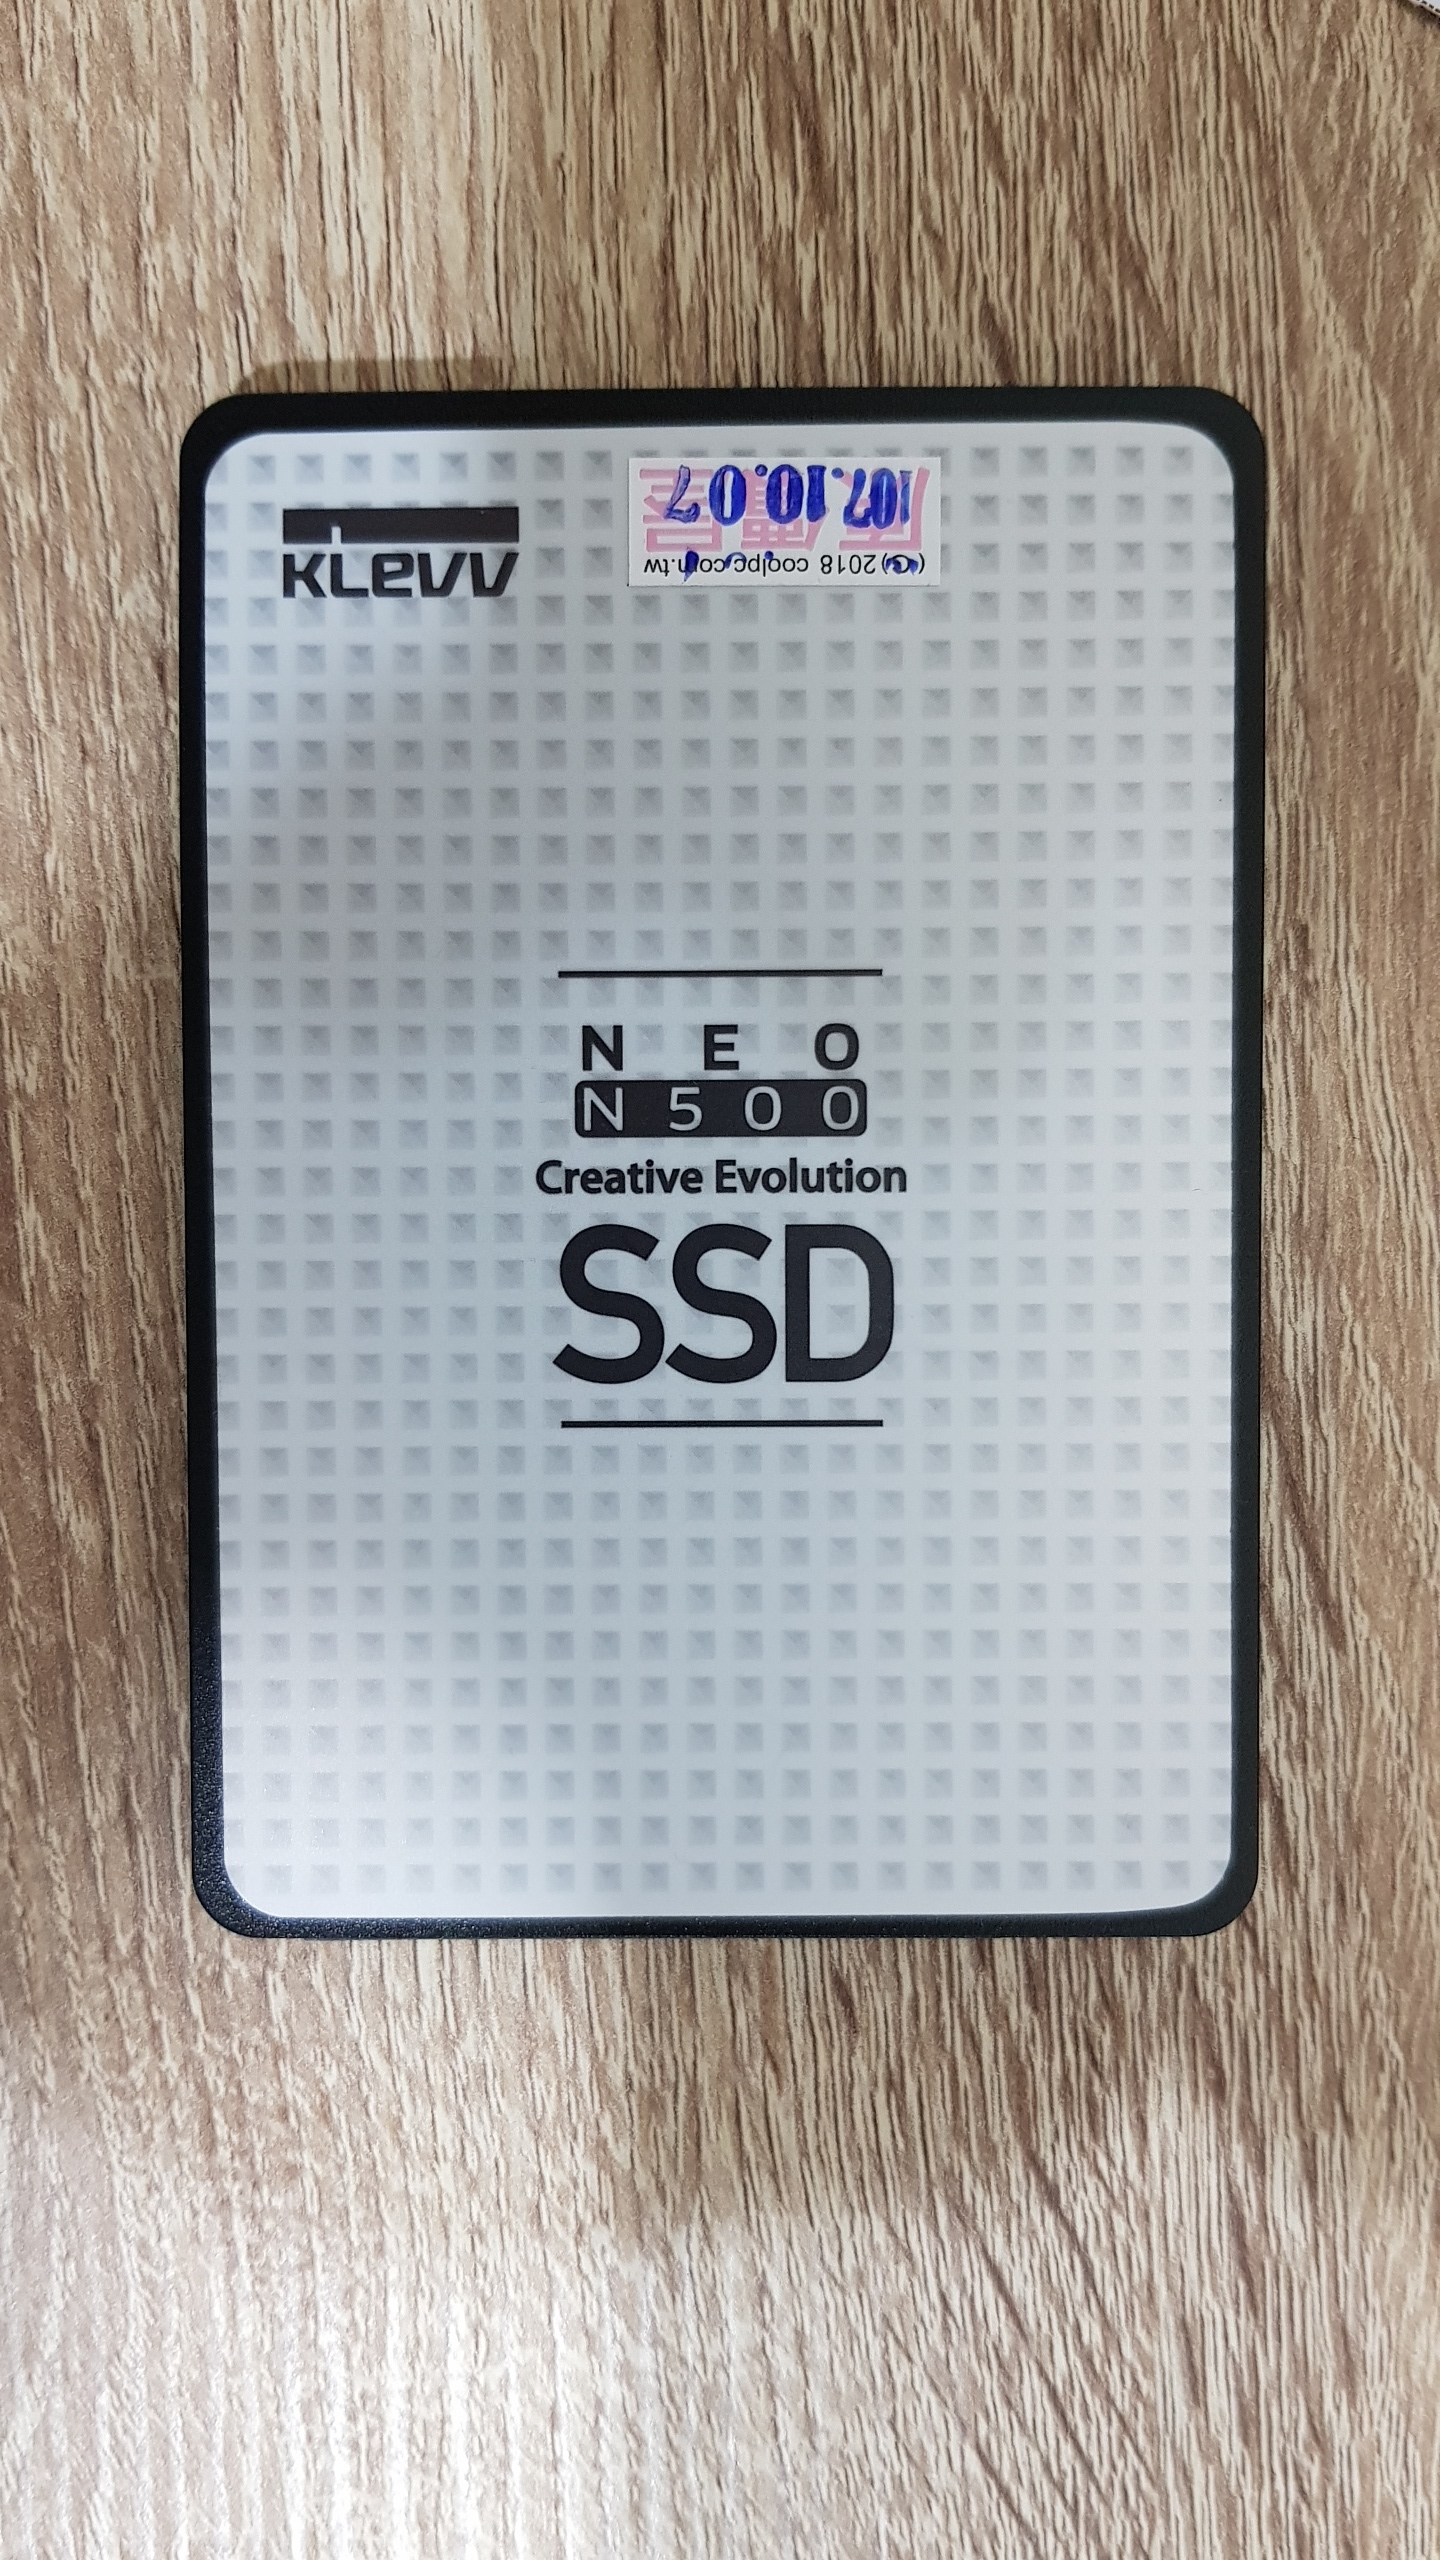 KLEVV
107.10.07
(C) 2018 coolpc.com.tw
NEO
N500
Creative Evolution
SSD